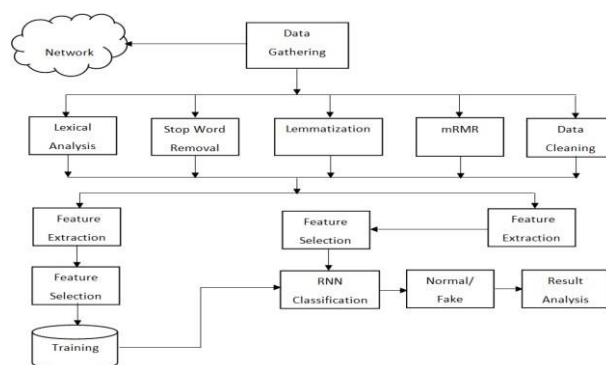 Data
Gathering
Network
Lexical
Analysis
Stop Word
Removal
Lemmatization
mRMR
Data
Cleaning
Feature
Extraction
Feature
Selection
Feature
Extraction
Feature
Selection
RNN
Classification
Normal/
Fake
Result
Analysis
Training